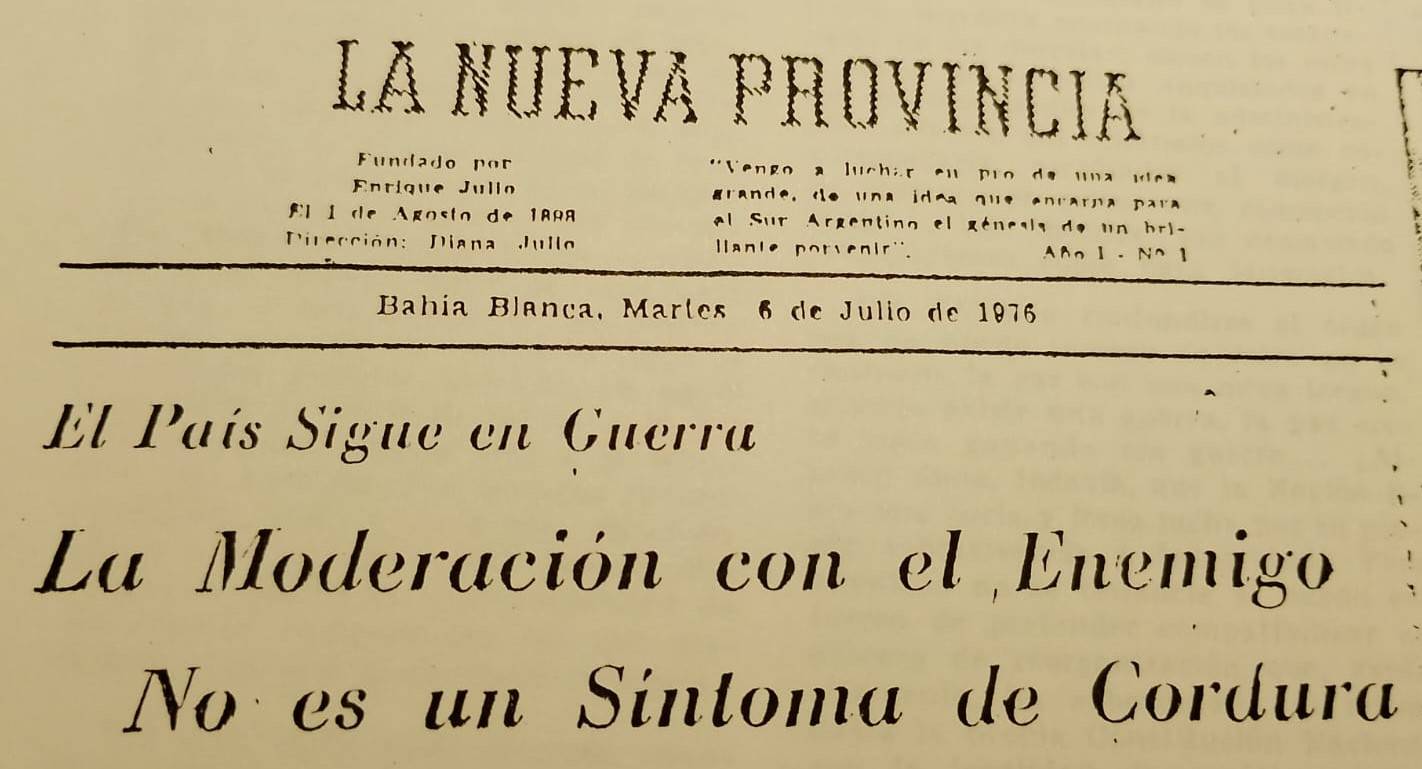 LA NUEVA PROVINCIA
Fundado por
Enrique Julio
El 1 de Agosto de 1898
Dirección: Diana Julio
"Vengo a luchar en pro de una idea
grande, de una idea que encarna para
el Sur Argentino el génesis de un bri-
llante porvenir".
Año I - Nº 1
Bahía Blanca, Martes 6 de Julio de 1976
El País Sigue en Guerra
La Moderación con el Enemigo
No es un Síntoma de Cordura